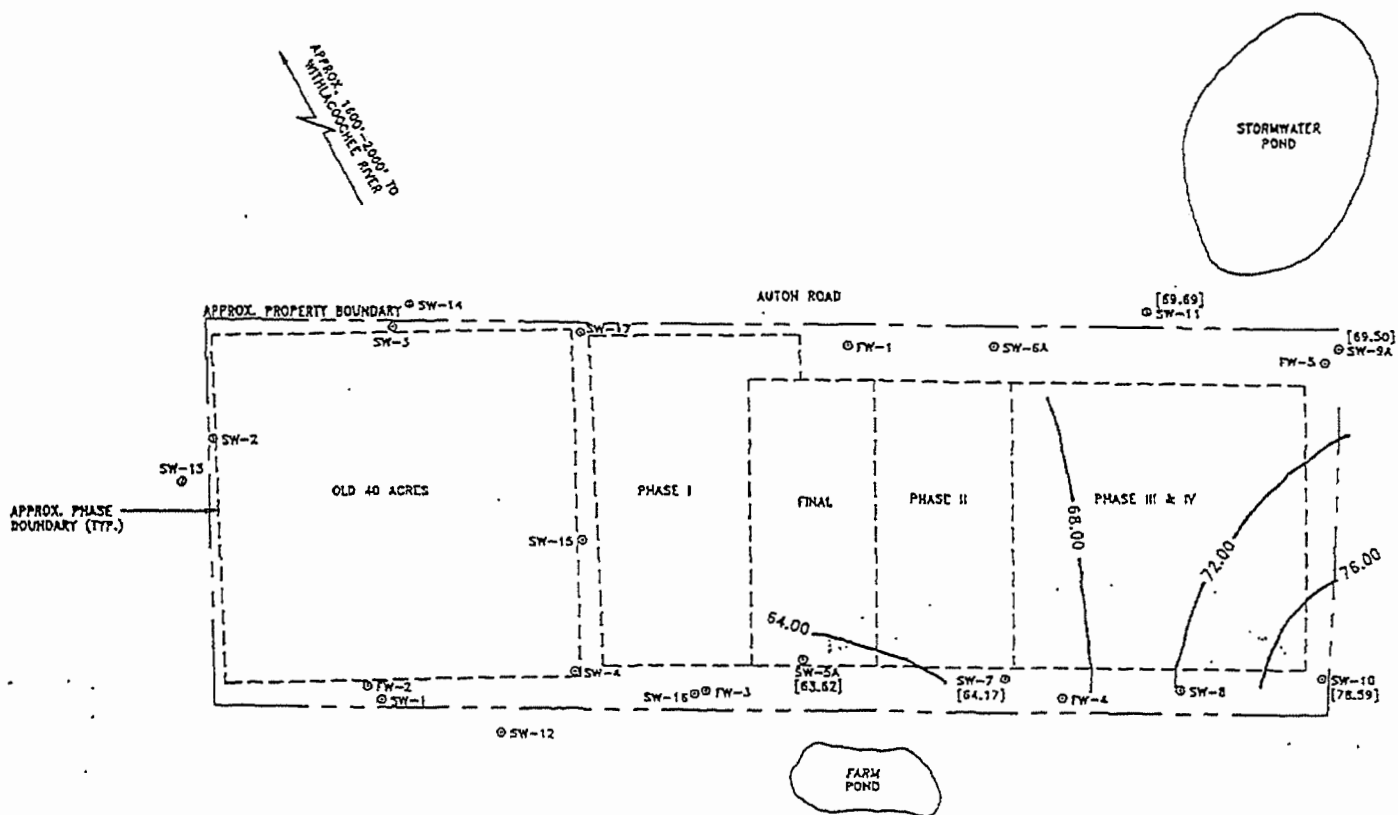 APPROX. 1600'-2000' TO
WITHLACOOCHEE RIVER
STORMWATER
POND
APPROX. PROPERTY BOUNDARY
SW-14
AUTOH ROAD
[69.69]
SW-11
SW-3
SW-17
FW-1
SW-6A
[69.50]
SW-9A
FW-5
SW-2
SW-13
OLD 40 ACRES
PHASE I
FINAL
PHASE II
PHASE III & IV
APPROX. PHASE
BOUNDARY (TYP.)
68.00
SW-15
72.00
76.00
64.00
SW-4
SW-5A
[63.62]
SW-7
[64.17]
FW-2
SW-1
SW-16
FW-3
FW-4
SW-8
SW-10
[78.59]
SW-12
FARM
POND